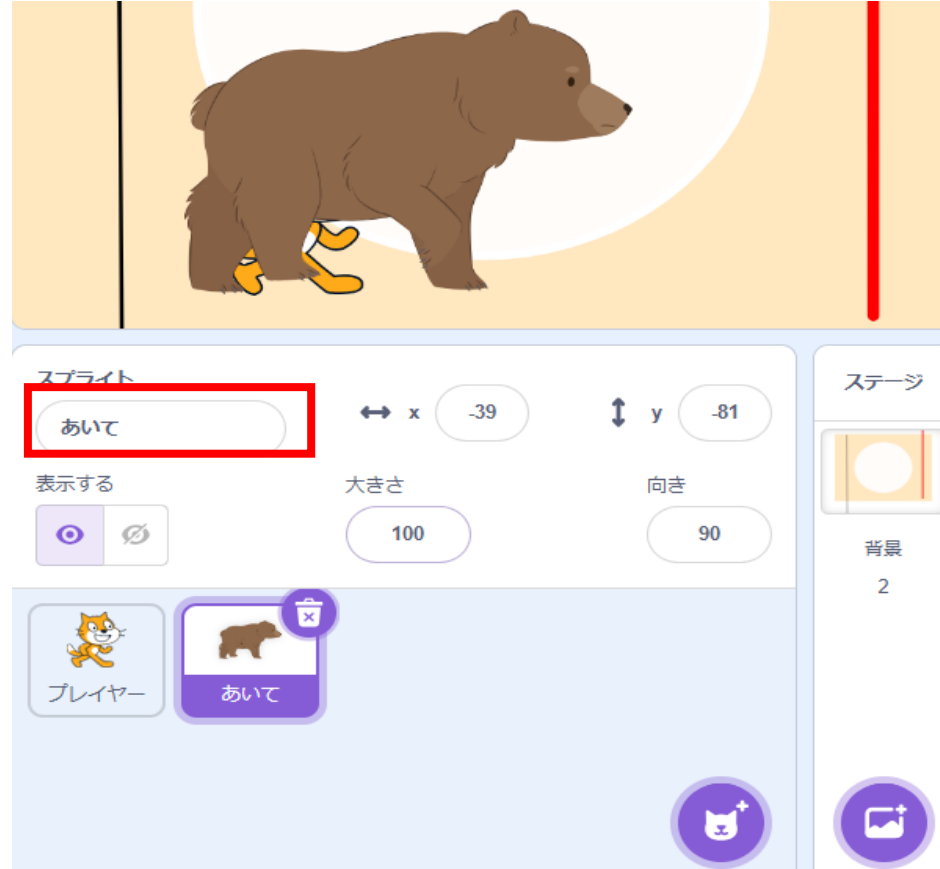 スプライト
あいて
x -39
y -81
ステージ
表示する
大きさ
100
向き
90
背景
2
プレイヤー
あいて